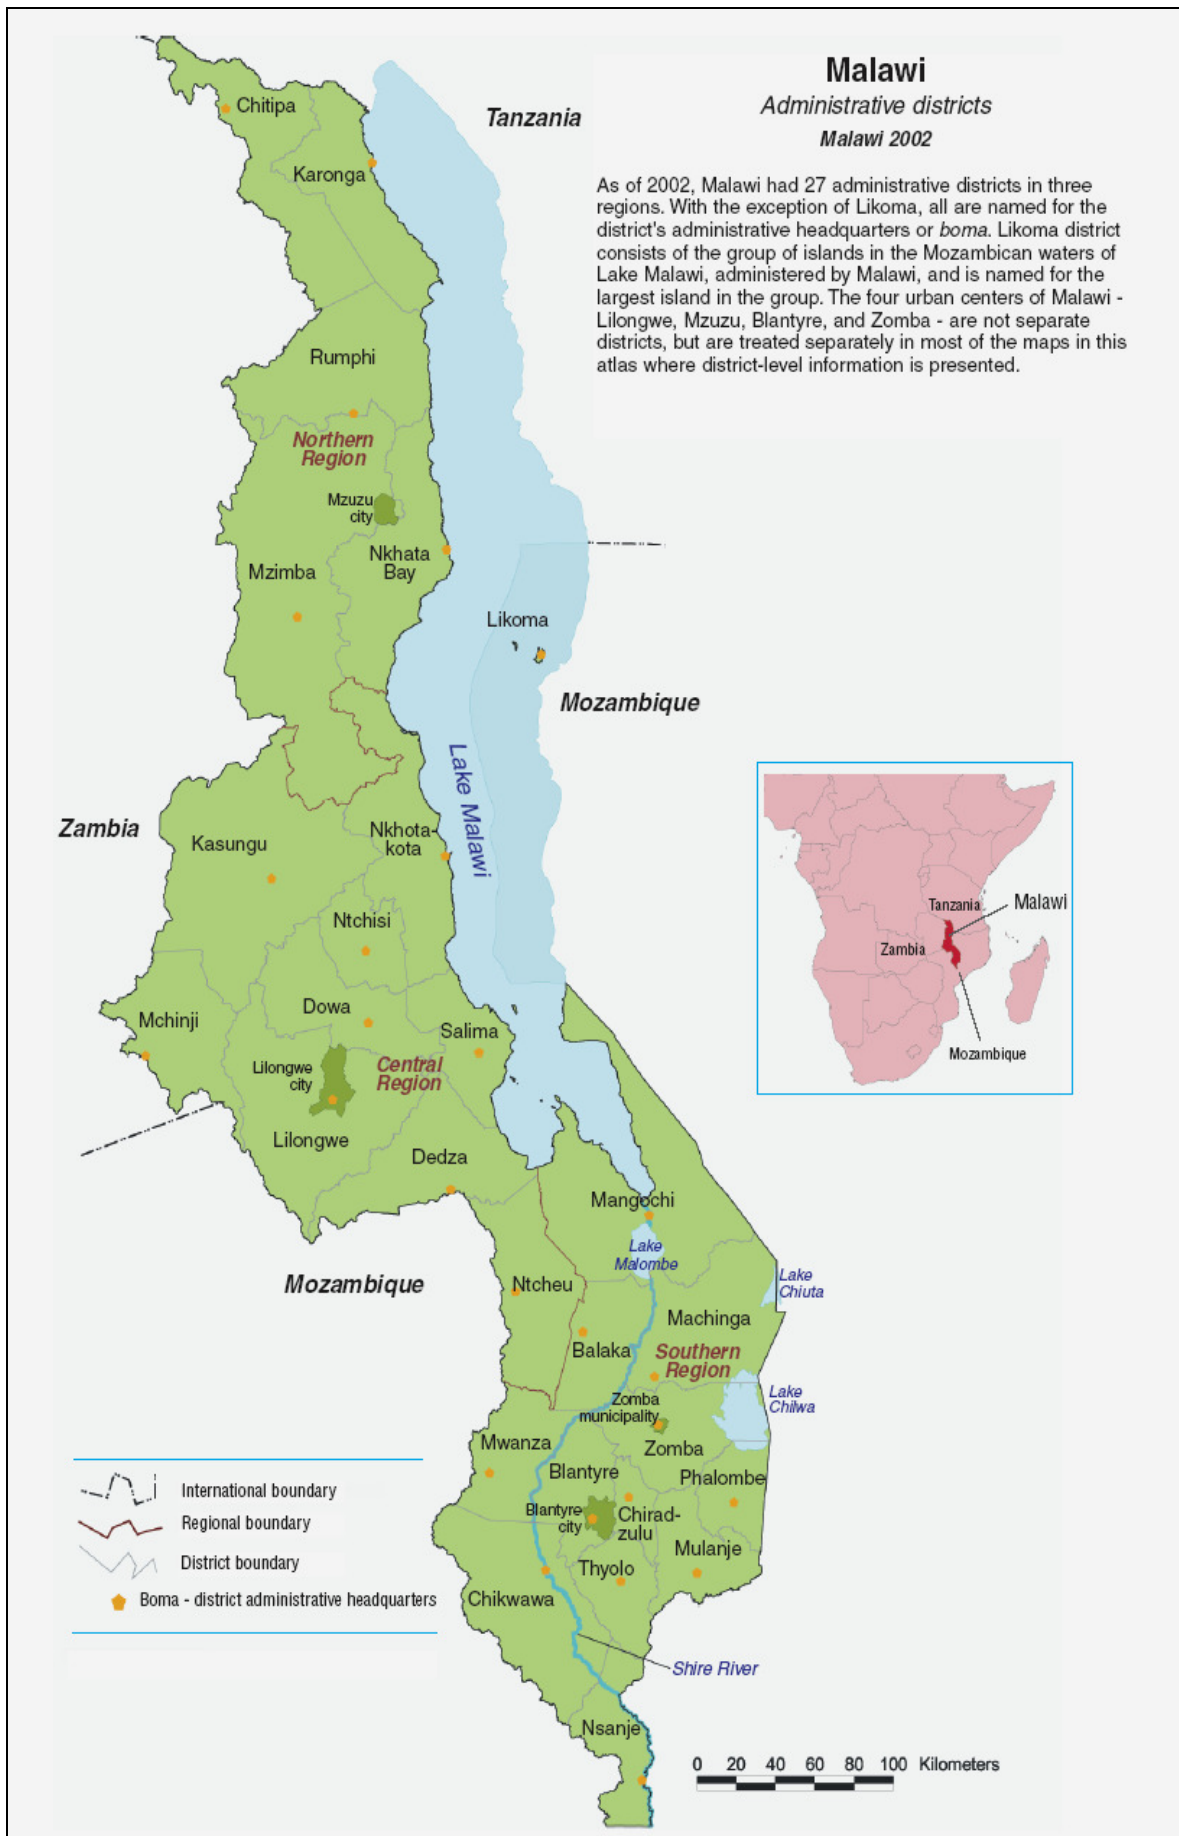 Malawi
Administrative districts
Malawi 2002
As of 2002, Malawi had 27 administrative districts in three
regions. With the exception of Likoma, all are named for the
district's administrative headquarters or boma. Likoma district
consists of the group of islands in the Mozambican waters of
Lake Malawi, administered by Malawi, and is named for the
largest island in the group. The four urban centers of Malawi -
Lilongwe, Mzuzu, Blantyre, and Zomba - are not separate
districts, but are treated separately in most of the maps in this
atlas where district-level information is presented.
Chitipa
Tanzania
Karonga
Rumphi
Northern
Region
Mzuzu
city
Nkhata
Bay
Mzimba
Likoma
Mozambique
Lake Malawi
Zambia
Kasungu
Nkhota-
kota
Ntchisi
Dowa
Mchinji
Salima
Lilongwe
city
Central
Region
Lilongwe
Dedza
Mangochi
Lake
Malombe
Mozambique
Ntcheu
Lake
Chiuta
Machinga
Balaka
Southern
Region
Lake
Chilwa
Zomba
municipality
Zomba
Mwanza
Blantyre
Phalombe
Blantyre
city
Chirad-
zulu
Mulanje
Thyolo
Chikwawa
Shire River
Nsanje
Tanzania
Malawi
Zambia
Mozambique
International boundary
Regional boundary
District boundary
Boma - district administrative headquarters
0 20 40 60 80 100 Kilometers